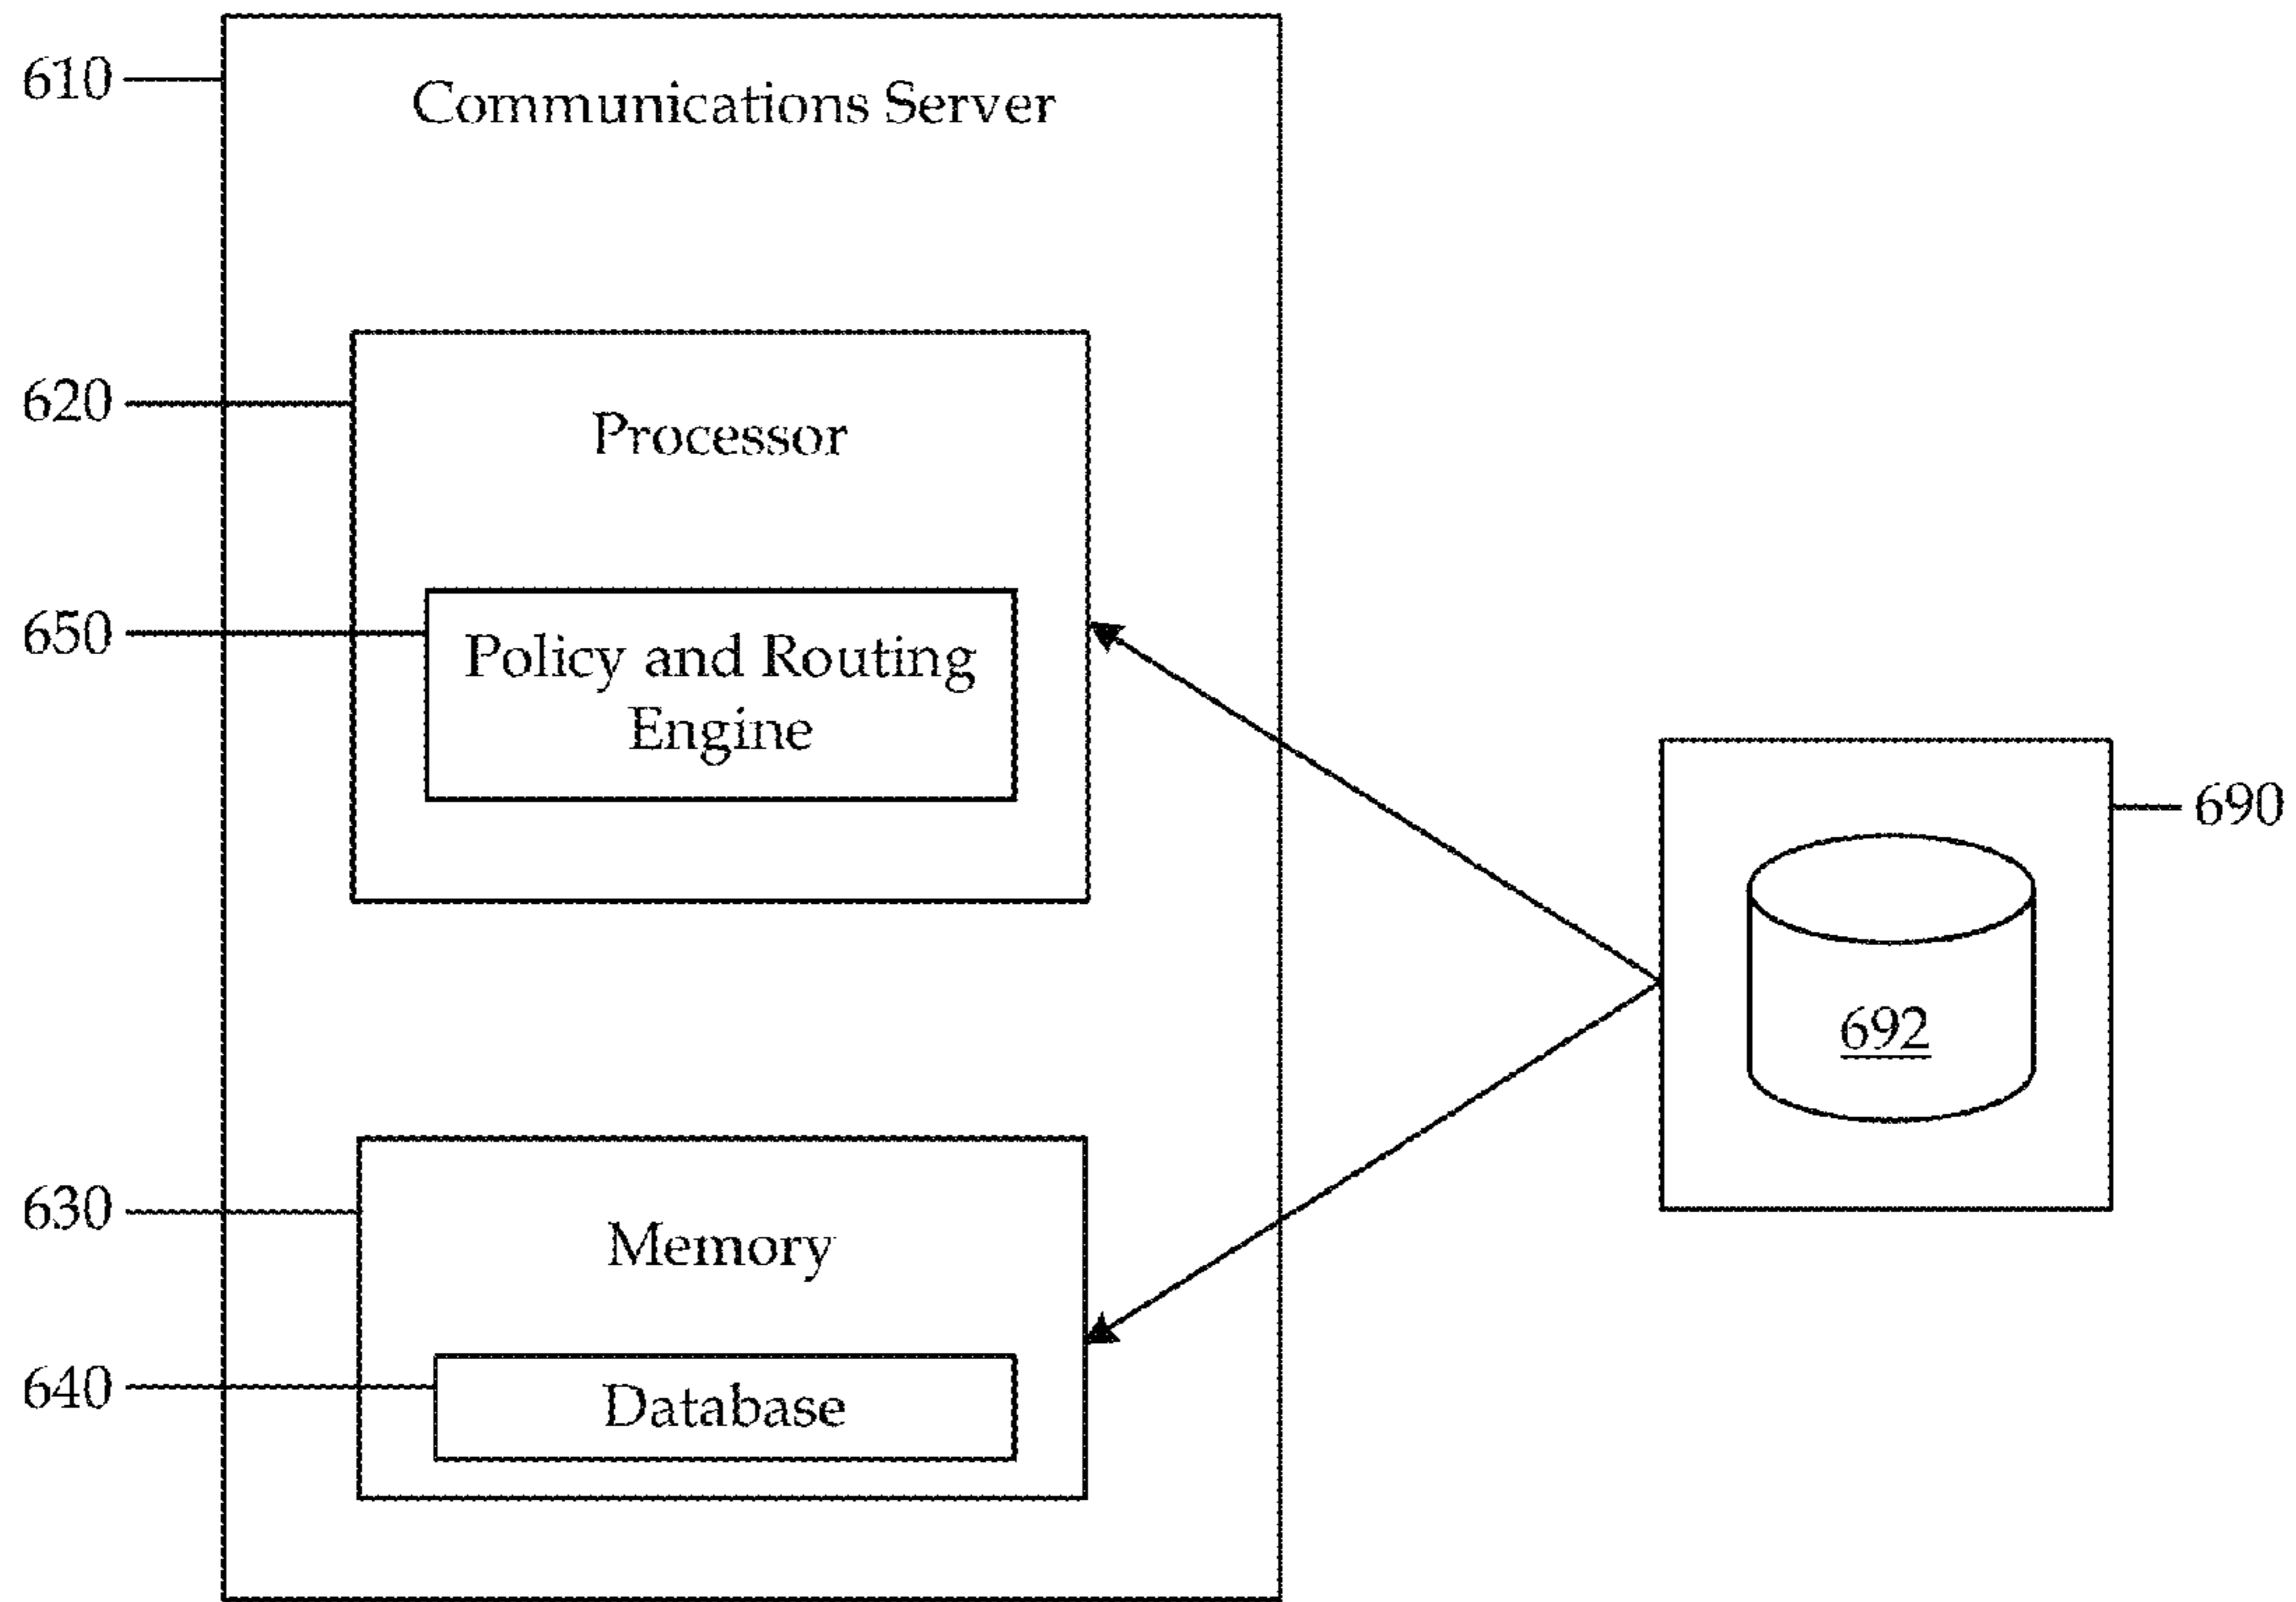 610
Communications Server
620
Processor
650
Policy and Routing
Engine
690
692
630
Memory
640
Database